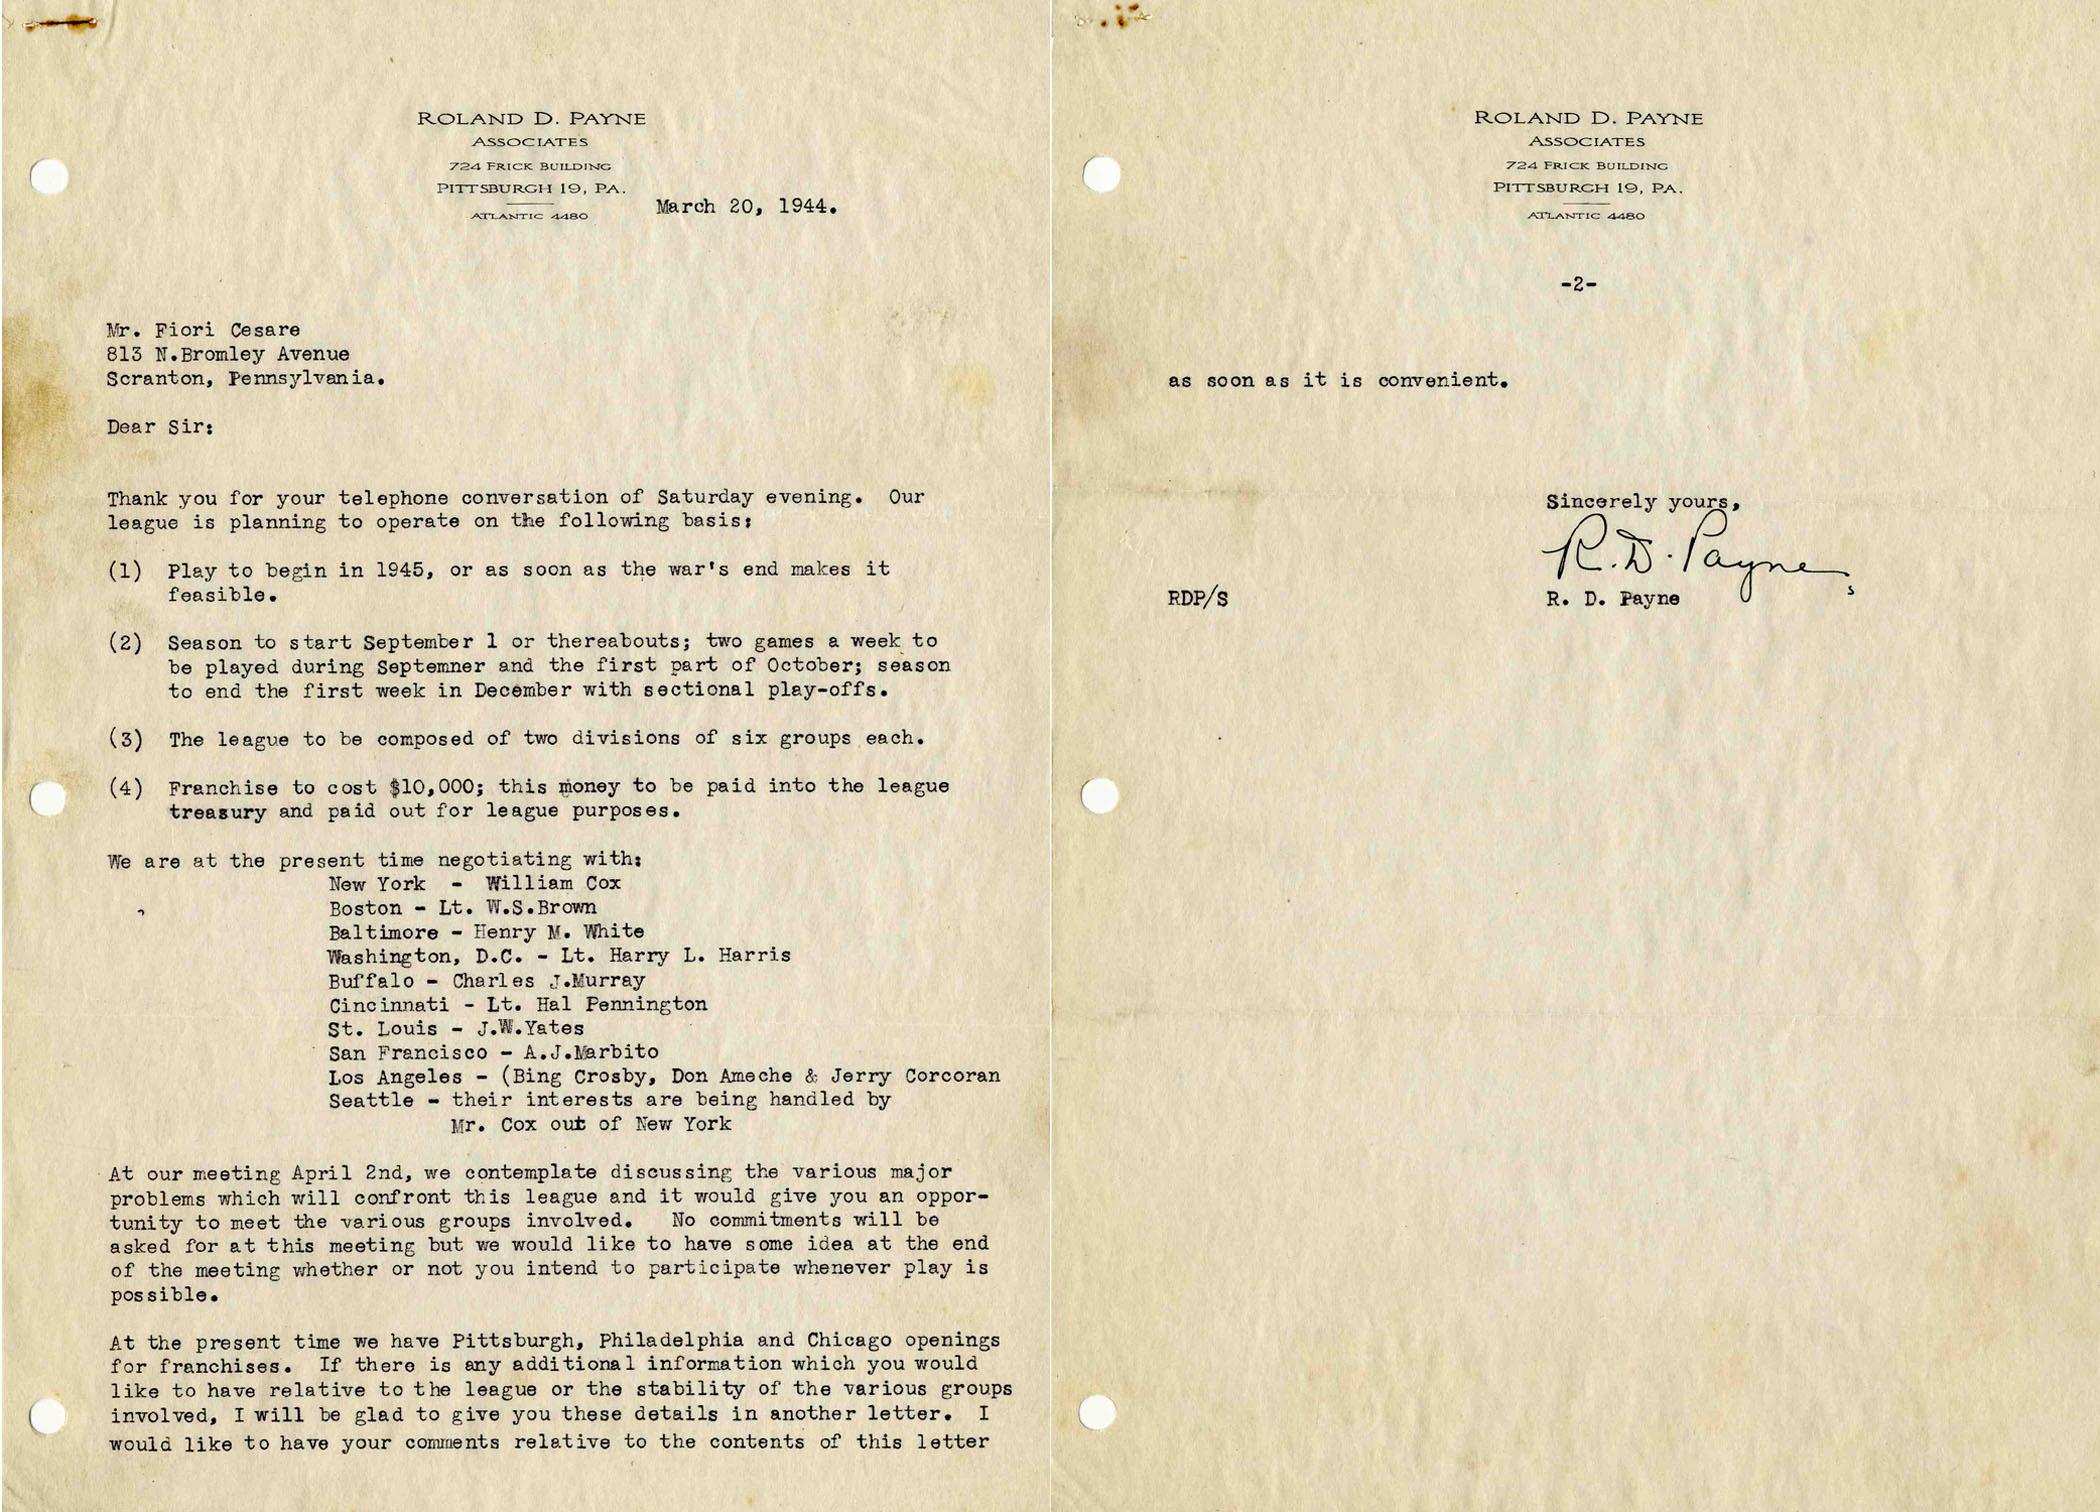 ROLAND D. PAYNE
ASSOCIATES
724 FRICK BUILDING
PITTSBURGH 19, PA.
ATLANTIC 4480
March 20, 1944.
Mr. Fiori Cesare
813 N.Bromley Avenue
Scranton, Pennsylvania.
Dear Sir:
Thank you for your telephone conversation of Saturday evening. Our
league is planning to operate on the following basis:
(1) Play to begin in 1945, or as soon as the war's end makes it
feasible.
(2) Season to start September 1 or thereabouts; two games a week to
be played during Septemner and the first part of October; season
to end the first week in December with sectional play-offs.
(3) The league to be composed of two divisions of six groups each.
(4) Franchise to cost $10,000; this money to be paid into the league
treasury and paid out for league purposes.
We are at the present time negotiating with:
New York - William Cox
Boston - Lt. W.S.Brown
Baltimore - Henry M. White
Washington, D.C. - Lt. Harry L. Harris
Buffalo - Charles J.Murray
Cincinnati - Lt. Hal Pennington
St. Louis - J.W.Yates
San Francisco - A.J.Marbito
Los Angeles - (Bing Crosby, Don Ameche & Jerry Corcoran
Seattle - their interests are being handled by
Mr. Cox out of New York
At our meeting April 2nd, we contemplate discussing the various major
problems which will confront this league and it would give you an oppor-
tunity to meet the various groups involved. No commitments will be
asked for at this meeting but we would like to have some idea at the end
of the meeting whether or not you intend to participate whenever play is
possible.
At the present time we have Pittsburgh, Philadelphia and Chicago openings
for franchises. If there is any additional information which you would
like to have relative to the league or the stability of the various groups
involved, I will be glad to give you these details in another letter. I
would like to have your comments relative to the contents of this letter
ROLAND D. PAYNE
ASSOCIATES
724 FRICK BUILDING
PITTSBURGH 19, PA.
ATLANTIC 4480
-2-
as soon as it is convenient.
Sincerely yours,
R. D. Payne
s
RDP/S
R. D. Payne